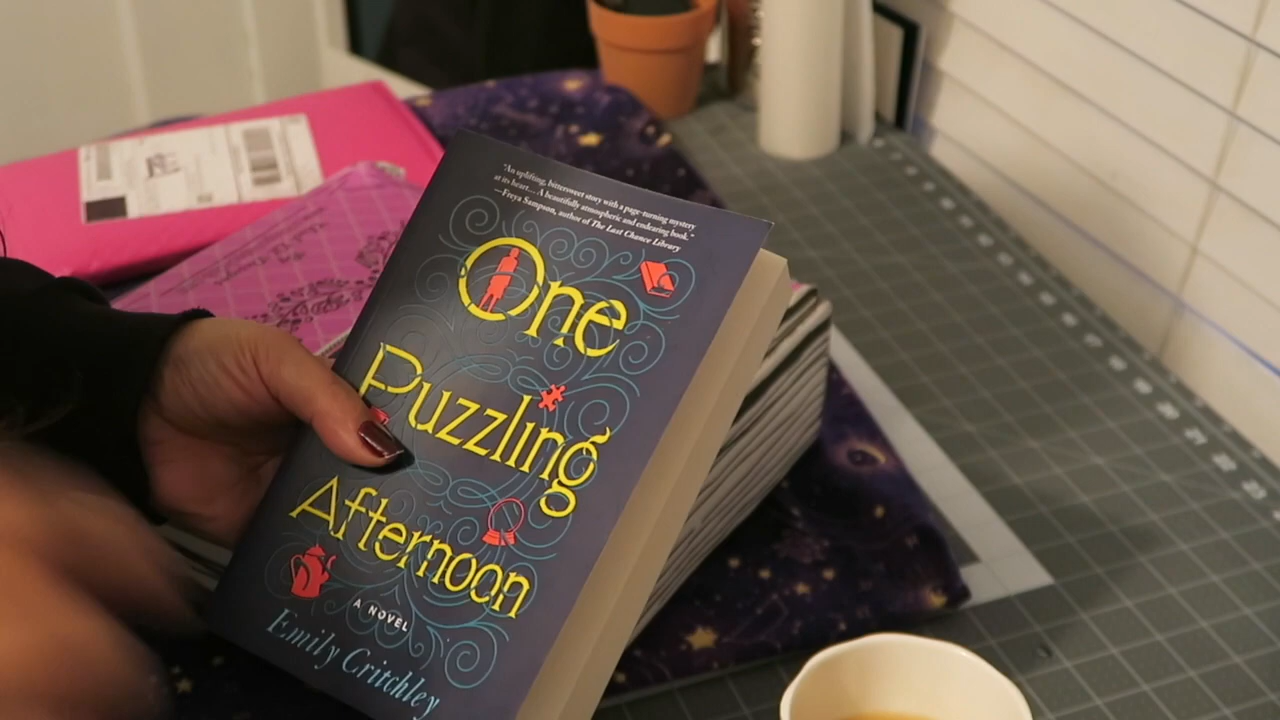 "An uplifting, bittersweet story with a page-turning mystery
at its heart.... A beautifully atmospheric and endearing book."
—Freya Sampson, author of The Last Chance Library
One
Puzzling
Afternoon
A NOVEL
Emily Critchley